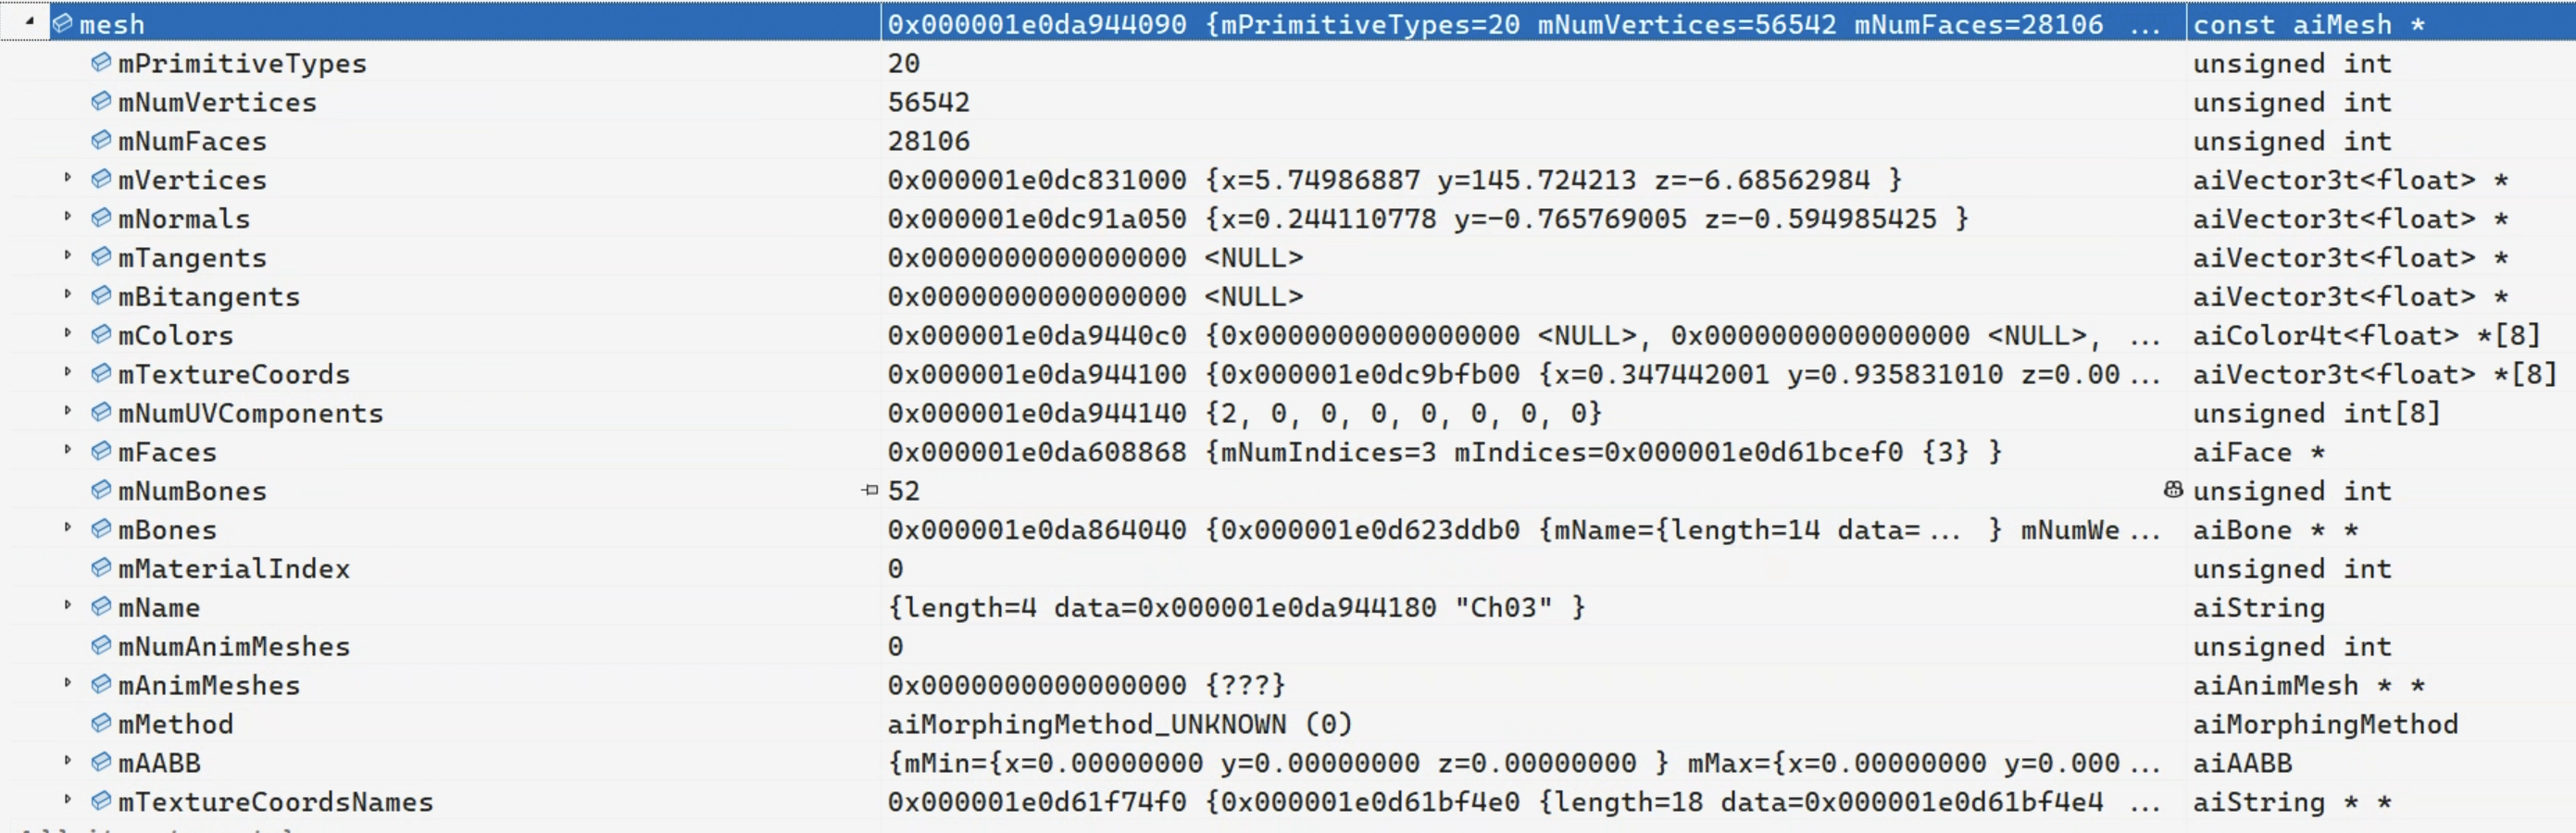 mesh 0x000001e0da944090 {mPrimitiveTypes=20 mNumVertices=56542 mNumFaces=28106 ... const aiMesh *
mPrimitiveTypes 20 unsigned int
mNumVertices 56542 unsigned int
mNumFaces 28106 unsigned int
mVertices 0x000001e0dc831000 {x=5.74986887 y=145.724213 z=-6.68562984 } aiVector3t<float> *
mNormals 0x000001e0dc91a050 {x=0.244110778 y=-0.765769005 z=-0.594985425 } aiVector3t<float> *
mTangents 0x0000000000000000 <NULL> aiVector3t<float> *
mBitangents 0x0000000000000000 <NULL> aiVector3t<float> *
mColors 0x000001e0da9440c0 {0x0000000000000000 <NULL>, 0x0000000000000000 <NULL>, ... aiColor4t<float> *[8]
mTextureCoords 0x000001e0da944100 {0x000001e0dc9bfb00 {x=0.347442001 y=0.935831010 z=0.00 ... aiVector3t<float> *[8]
mNumUVComponents 0x000001e0da944140 {2, 0, 0, 0, 0, 0, 0, 0} unsigned int[8]
mFaces 0x000001e0da608868 {mNumIndices=3 mIndices=0x000001e0d61bcef0 {3} } aiFace *
mNumBones 52 unsigned int
mBones 0x000001e0da864040 {0x000001e0d623ddb0 {mName={length=14 data= ... } mNumWe ... aiBone * *
mMaterialIndex 0 unsigned int
mName {length=4 data=0x000001e0da944180 "Ch03" } aiString
mNumAnimMeshes 0 unsigned int
mAnimMeshes 0x0000000000000000 {???} aiAnimMesh * *
mMethod aiMorphingMethod_UNKNOWN (0) aiMorphingMethod
mAABB {mMin={x=0.00000000 y=0.00000000 z=0.00000000 } mMax={x=0.00000000 y=0.000 ... aiAABB
mTextureCoordsNames 0x000001e0d61f74f0 {0x000001e0d61bf4e0 {length=18 data=0x000001e0d61bf4e4 ... aiString * *